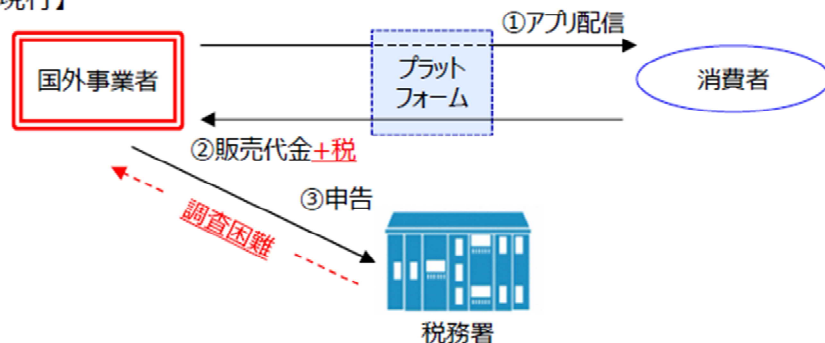 現行】
①アプリ配信
国外事業者
プラット
フォーム
消費者
②販売代金+税
③申告
調査困難
税務署